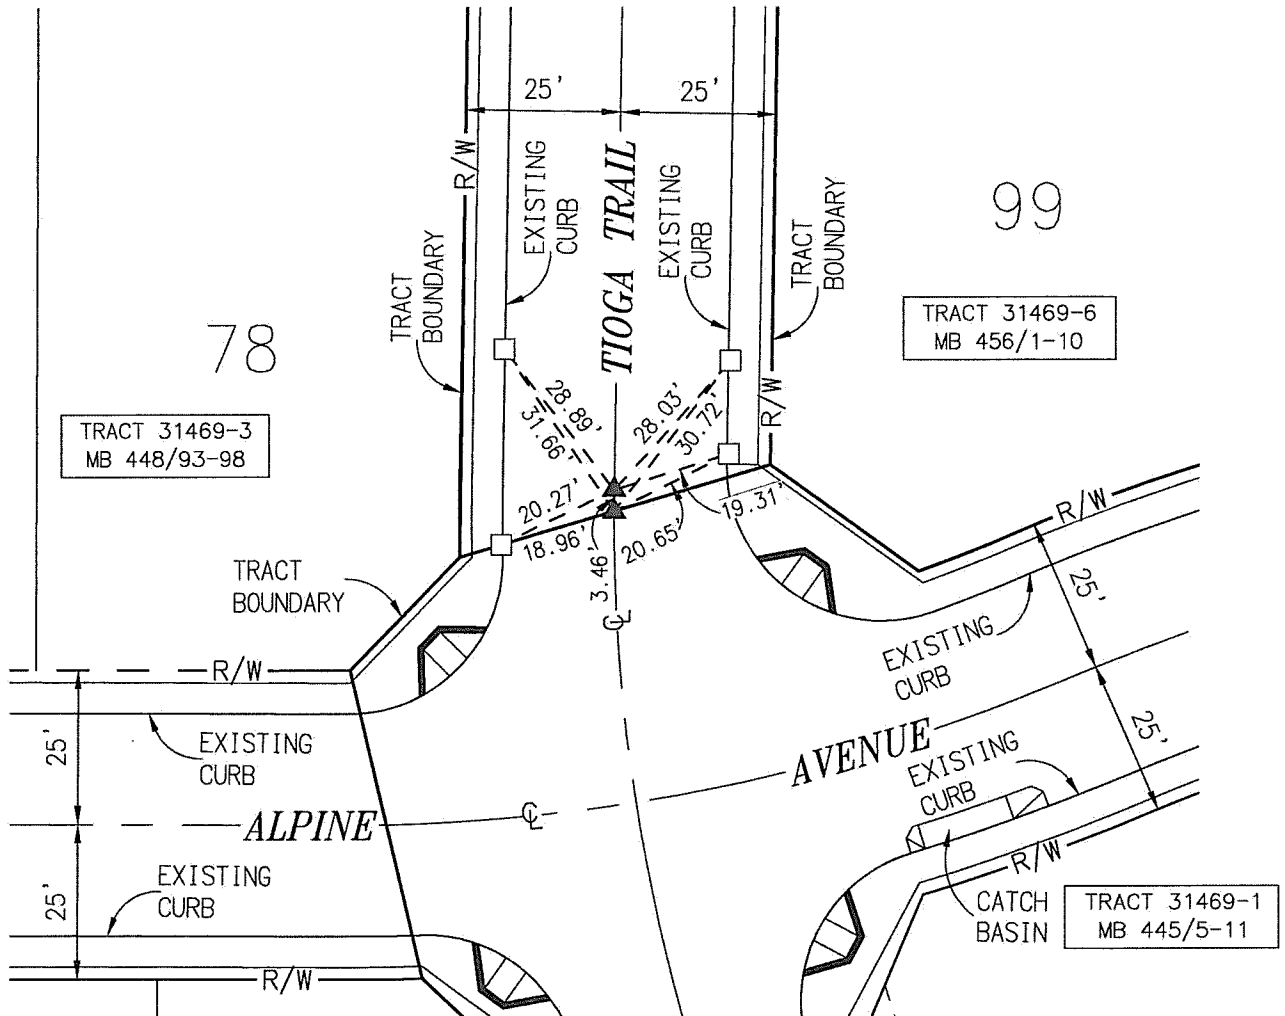 25'
25'
R/W
EXISTING
CURB
TIOGA TRAIL
EXISTING
CURB
TRACT
BOUNDARY
99
TRACT
BOUNDARY
TRACT 31469-6
MB 456/1-10
78
TRACT 31469-3
MB 448/93-98
R/W
28.89'
31.66'
28.03'
30.72'
20.27'
18.96'
3.46'
20.65'
19.31'
R/W
TRACT
BOUNDARY
25'
EXISTING
CURB
R/W
25'
EXISTING
CURB
ALPINE
AVENUE
EXISTING
CURB
25'
CL
CL
EXISTING
CURB
25'
R/W
R/W
CATCH
BASIN
TRACT 31469-1
MB 445/5-11